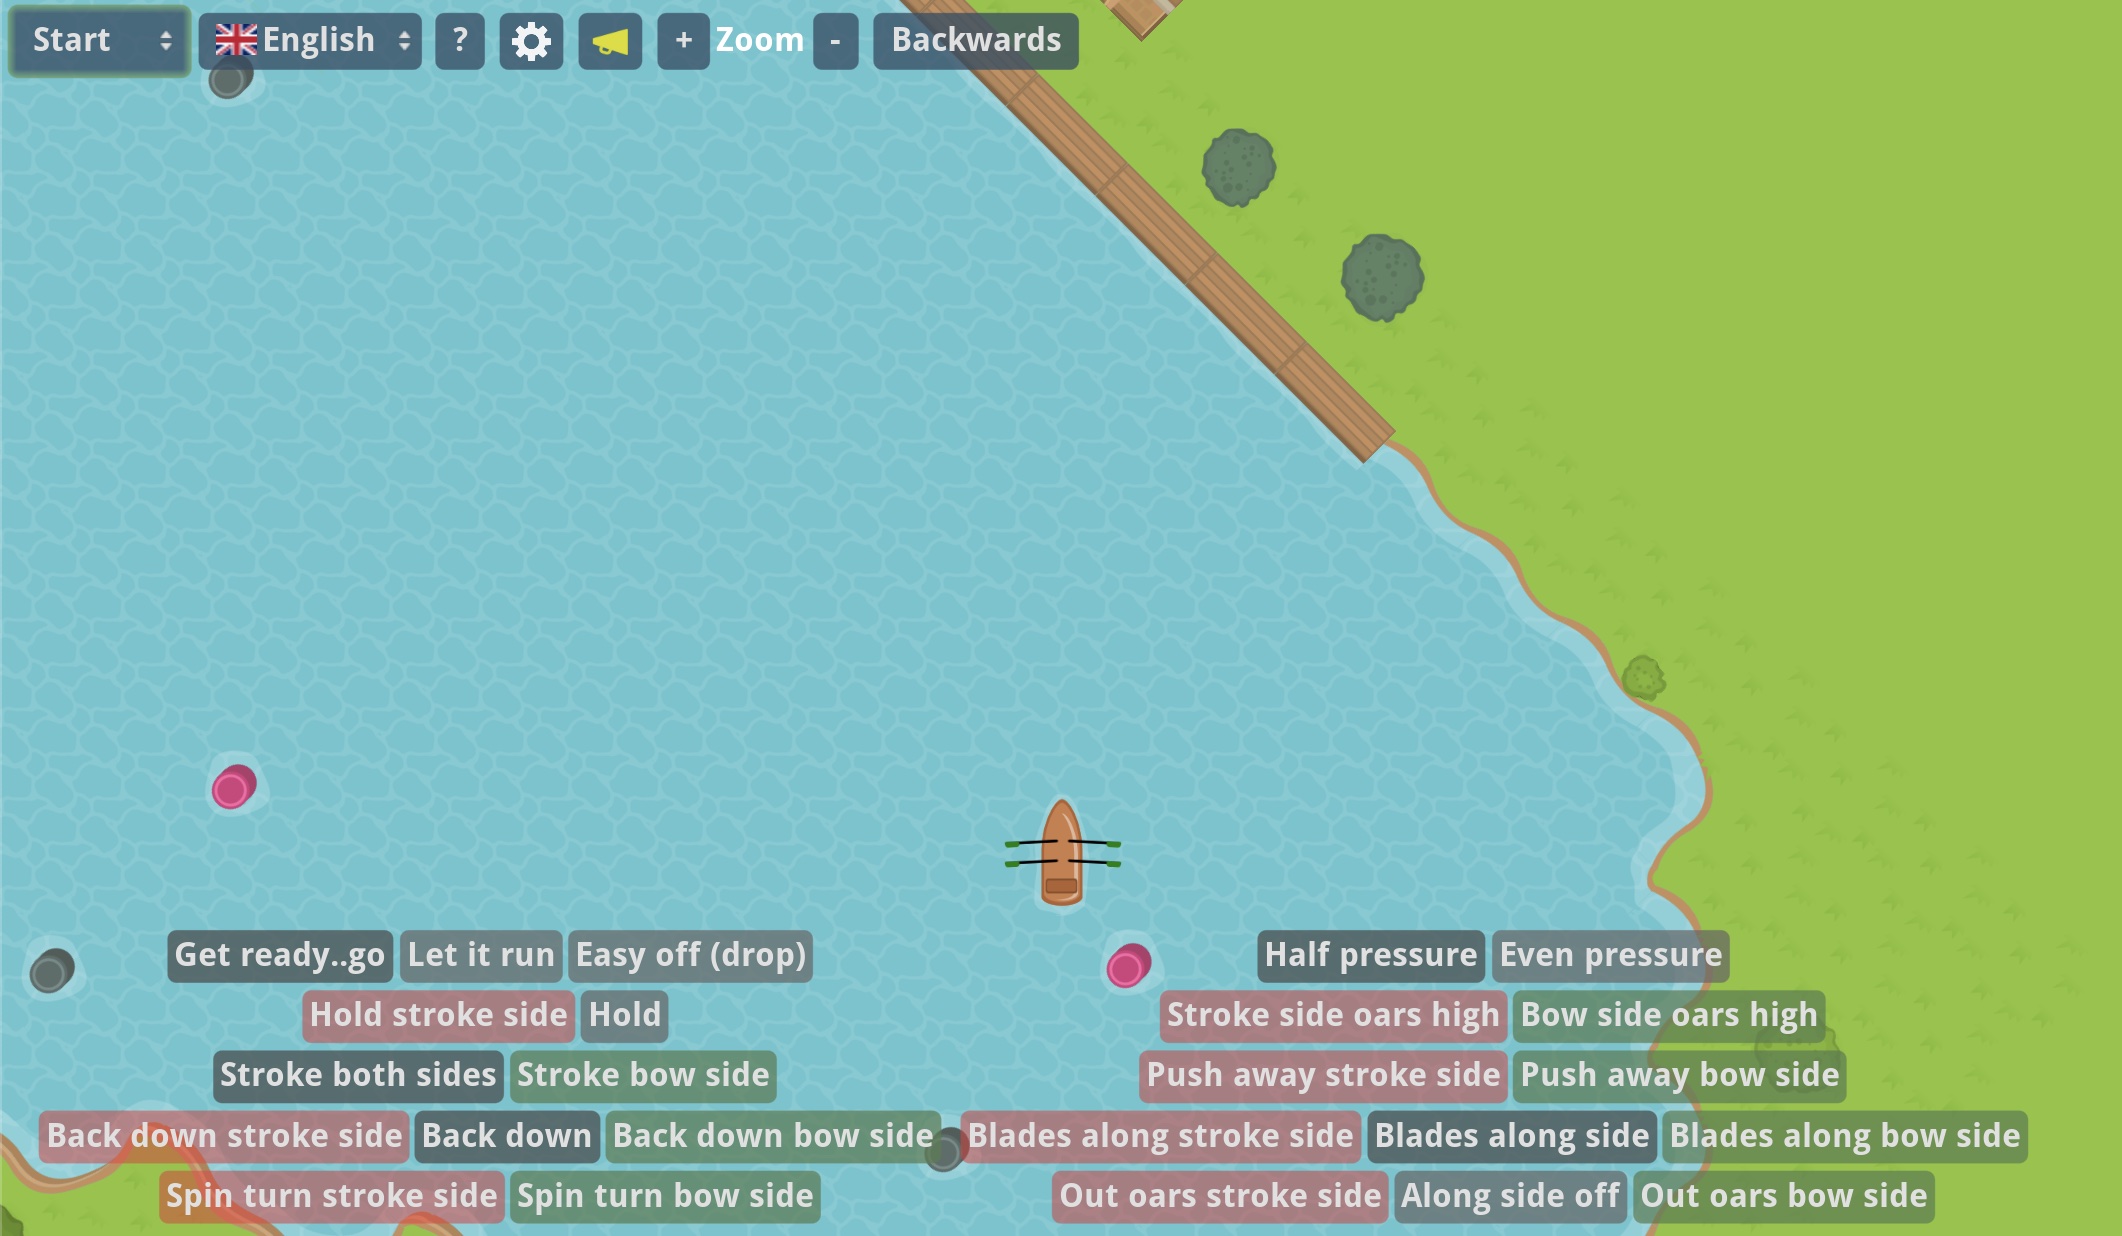 Start English ? + Zoom - Backwards
Get ready..go Let it run Easy off (drop)
Half pressure Even pressure
Hold stroke side Hold
Stroke side oars high Bow side oars high
Stroke both sides Stroke bow side
Push away stroke side Push away bow side
Back down stroke side Back down Back down bow side
Blades along stroke side Blades along side Blades along bow side
Spin turn stroke side Spin turn bow side
Out oars stroke side Along side off Out oars bow side